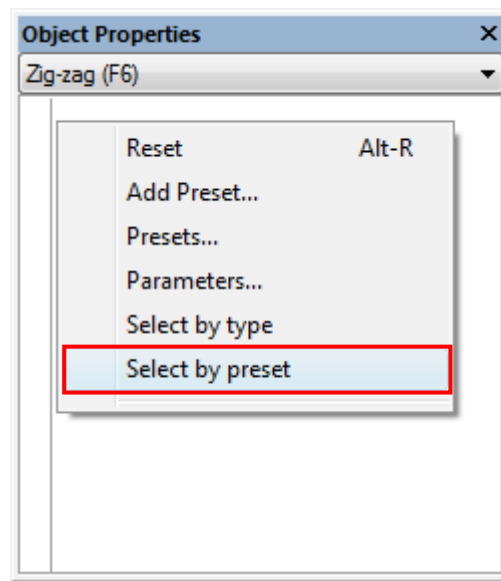 Object Properties
Zig-zag (F6)
Reset Alt-R
Add Preset...
Presets...
Parameters...
Select by type
Select by preset